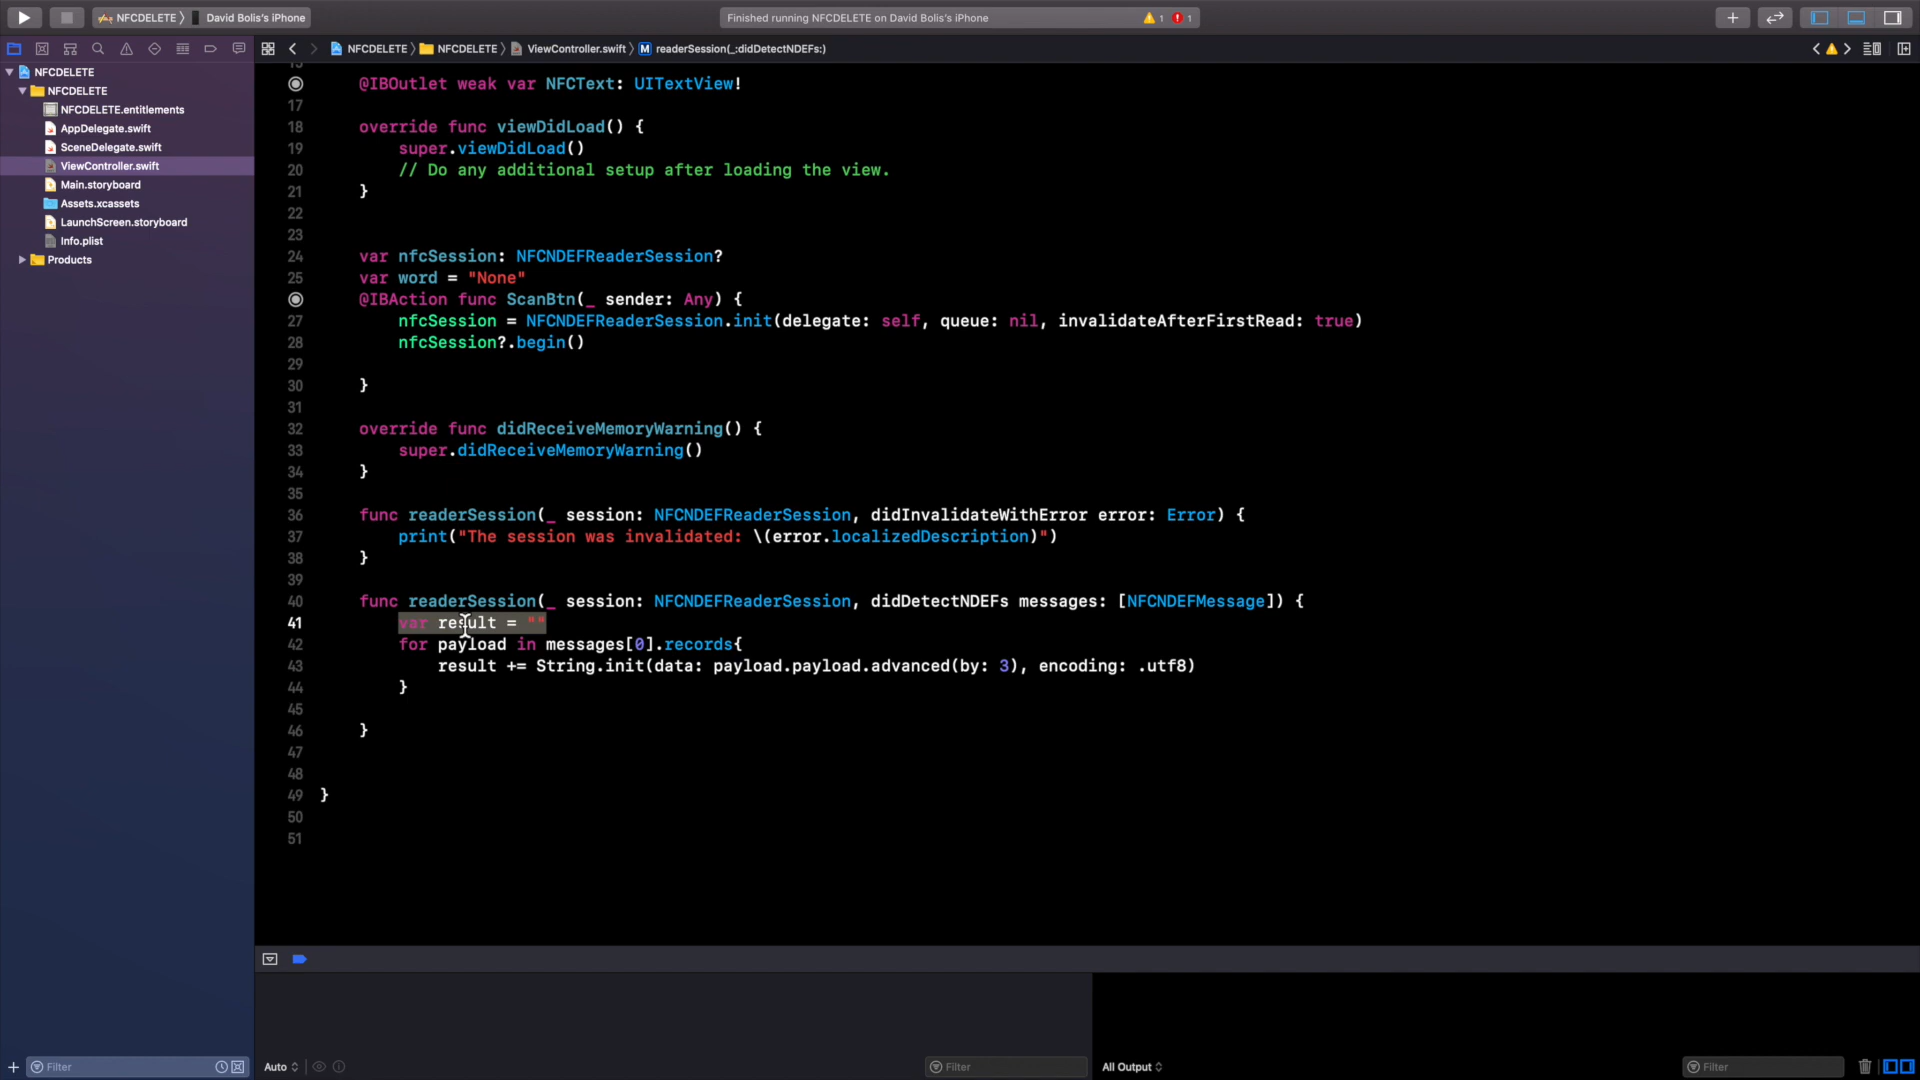 NFCDELETE
David Bolis's iPhone
Finished running NFCDELETE on David Bolis's iPhone
1
1
NFCDELETE
NFCDELETE
ViewController.swift
M
readerSession(_:didDetectNDEFs:)
NFCDELETE
NFCDELETE
NFCDELETE.entitlements
AppDelegate.swift
SceneDelegate.swift
ViewController.swift
Main.storyboard
Assets.xcassets
LaunchScreen.storyboard
Info.plist
Products
@IBOutlet weak var NFCText: UITextView!
17
18 override func viewDidLoad() {
19 super.viewDidLoad()
20 // Do any additional setup after loading the view.
21 }
22
23
24 var nfcSession: NFCNDEFReaderSession?
25 var word = "None"
@IBAction func ScanBtn(_ sender: Any) {
27 nfcSession = NFCNDEFReaderSession.init(delegate: self, queue: nil, invalidateAfterFirstRead: true)
28 nfcSession?.begin()
29
30 }
31
32 override func didReceiveMemoryWarning() {
33 super.didReceiveMemoryWarning()
34 }
35
36 func readerSession(_ session: NFCNDEFReaderSession, didInvalidateWithError error: Error) {
37 print("The session was invalidated: \(error.localizedDescription)")
38 }
39
40 func readerSession(_ session: NFCNDEFReaderSession, didDetectNDEFs messages: [NFCNDEFMessage]) {
41 var result = ""
42 for payload in messages[0].records{
43 result += String.init(data: payload.payload.advanced(by: 3), encoding: .utf8)
44 }
45
46 }
47
48
49 }
50
51
Filter
Auto
Filter
All Output
Filter